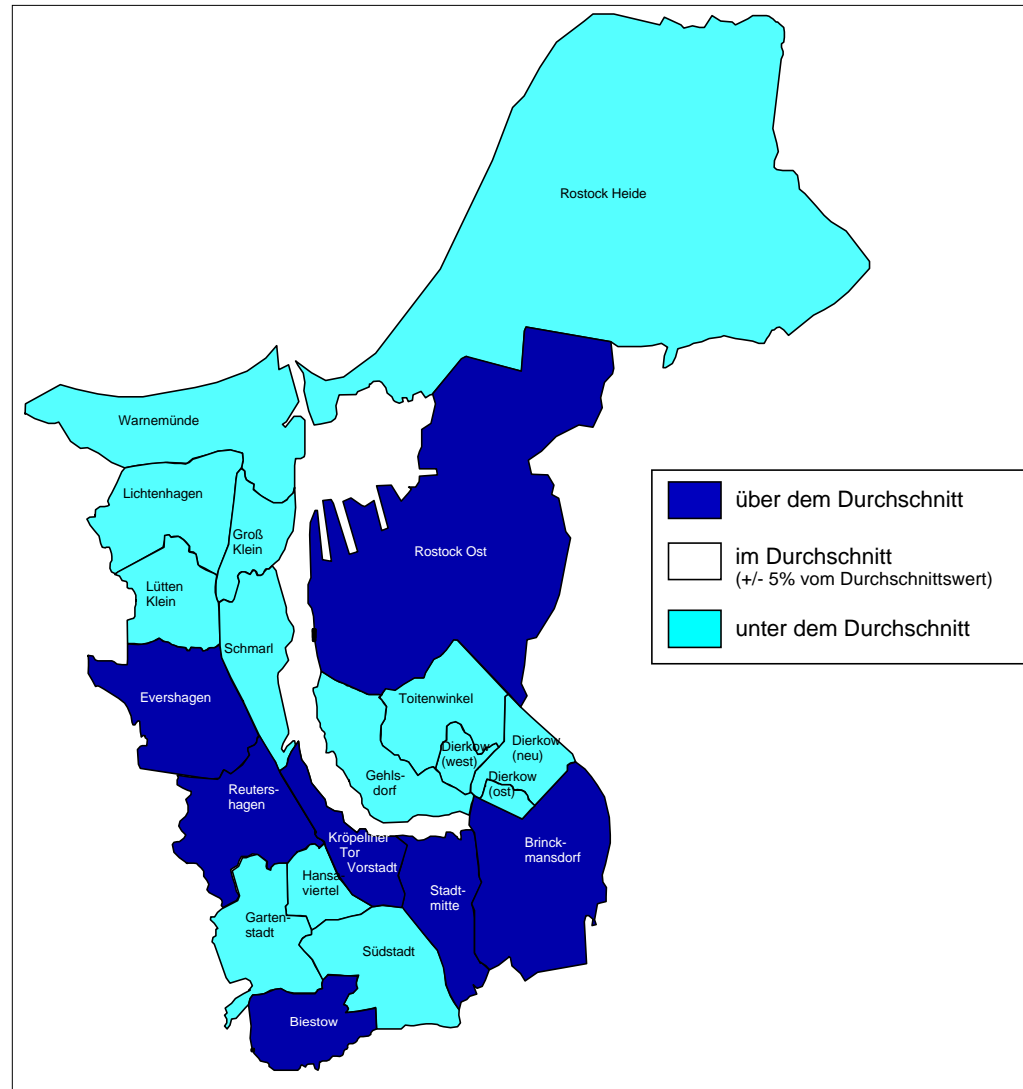 Rostock Heide
Warnemünde
Lichtenhagen
Groß
Klein
Lütten
Klein
Schmarl
Evershagen
Rostock Ost
Toitenwinkel
Dierkow
(west)
Dierkow
(neu)
Dierkow
(ost)
Gehls-
dorf
Reuters-
hagen
Kröpeliner
Tor
Vorstadt
Hansa-
viertel
Stadt-
mitte
Brinck-
mansdorf
Garten-
stadt
Südstadt
Biestow
über dem Durchschnitt
im Durchschnitt
(+/- 5% vom Durchschnittswert)
unter dem Durchschnitt